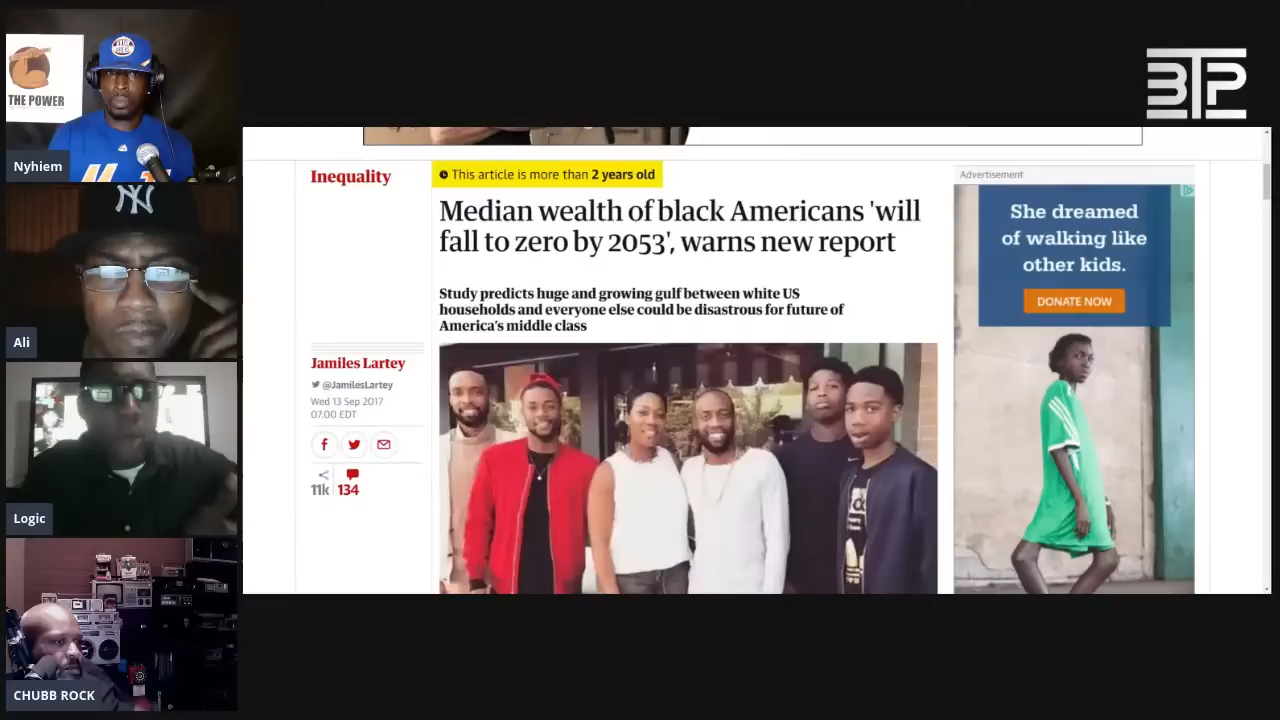 THE POWER
Nyhiem
NY
Ali
Logic
CHUBB ROCK
BTP
Inequality
This article is more than 2 years old
Median wealth of black Americans 'will
fall to zero by 2053', warns new report
Study predicts huge and growing gulf between white US
households and everyone else could be disastrous for future of
America's middle class
Jamiles Lartey
@JamilesLartey
Wed 13 Sep 2017
07.00 EDT
11k 134
Advertisement
She dreamed
of walking like
other kids.
DONATE NOW